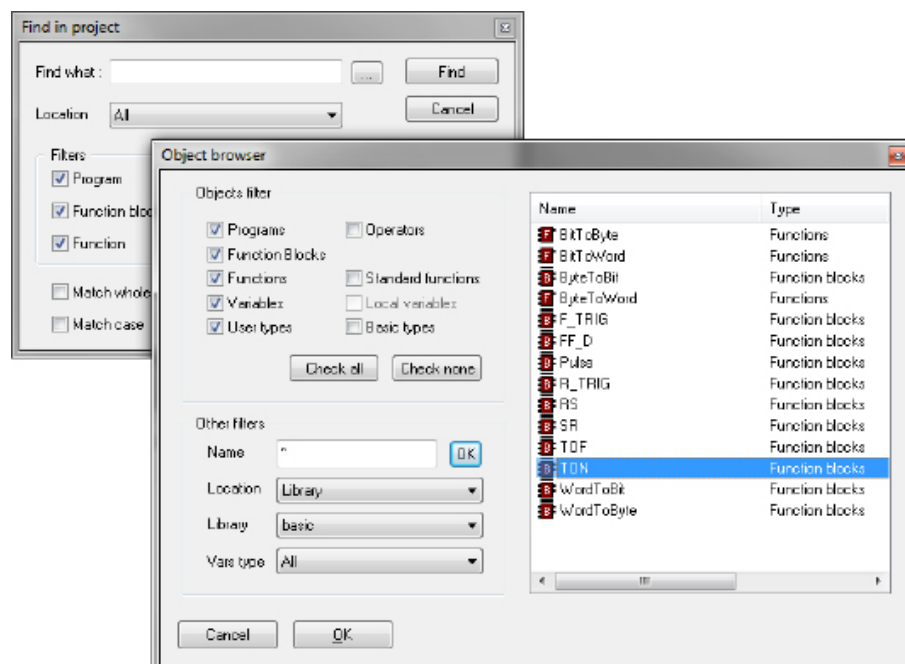 Find in project
Find what :
...
Find
Location
All
Cancel
Filters
Program
Function bloc
Function
Match whole
Match case
Object browser
Objects filter
Programs
Operators
Function Blocks
Functions
Standard functions
Variables
Local variables
User types
Basic types
Check all
Check none
Other filters
Name
*
OK
Location
Library
Library
basic
Vars type
All
Cancel
OK
Name Type
BitToByte Functions
BitToWord Functions
ByteToBit Function blocks
ByteToWord Functions
F_TRIG Function blocks
FF_D Function blocks
Pulse Function blocks
R_TRIG Function blocks
RS Function blocks
SR Function blocks
TOF Function blocks
TON Function blocks
WordToBit Function blocks
WordToByte Function blocks